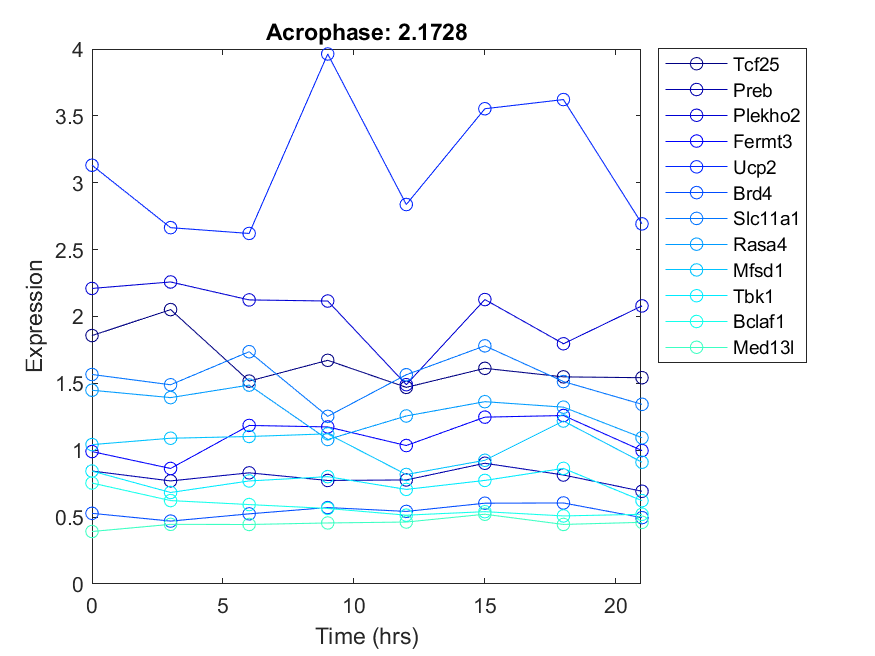 Acrophase: 2.1728
4
3.5
3
2.5
2
1.5
1
0.5
0
0
5
10
15
20
Expression
Time (hrs)
Tcf25
Preb
Plekho2
Fermt3
Ucp2
Brd4
Slc11a1
Rasa4
Mfsd1
Tbk1
Bclaf1
Med13l